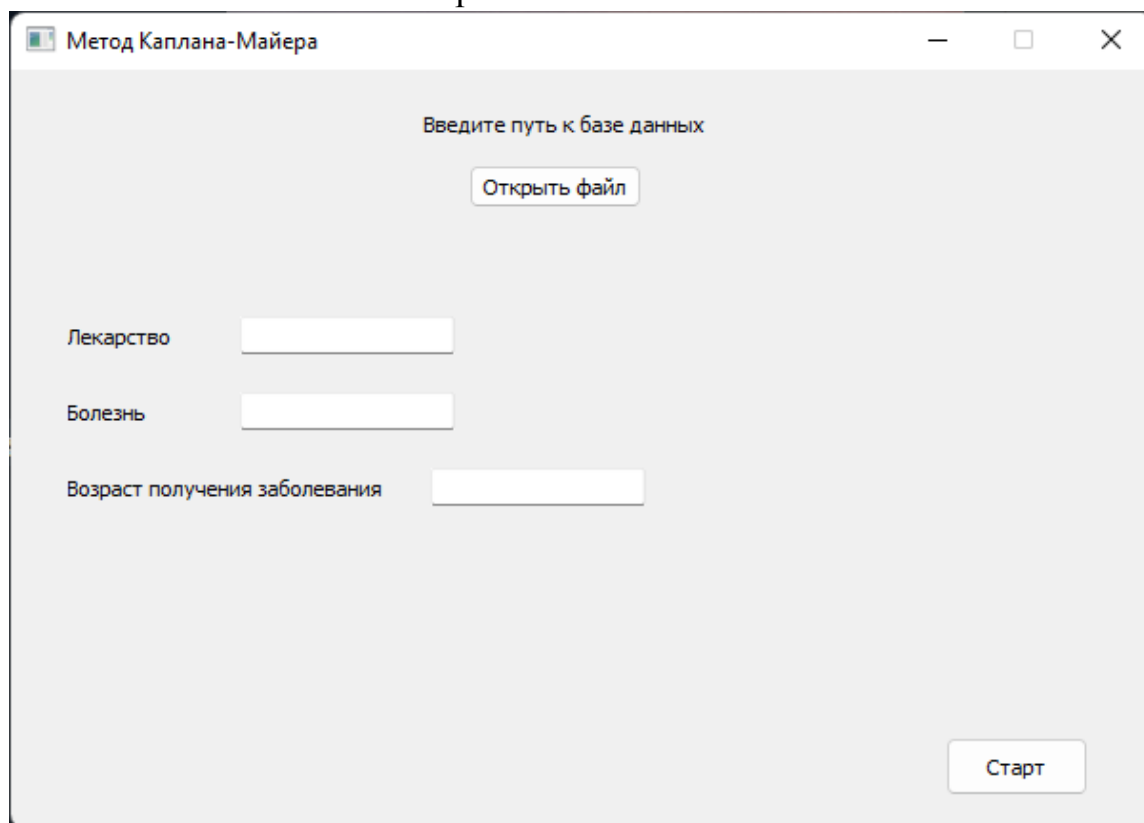 Метод Каплана-Майера
Введите путь к базе данных
Открыть файл
Лекарство
Болезнь
Возраст получения заболевания
Старт